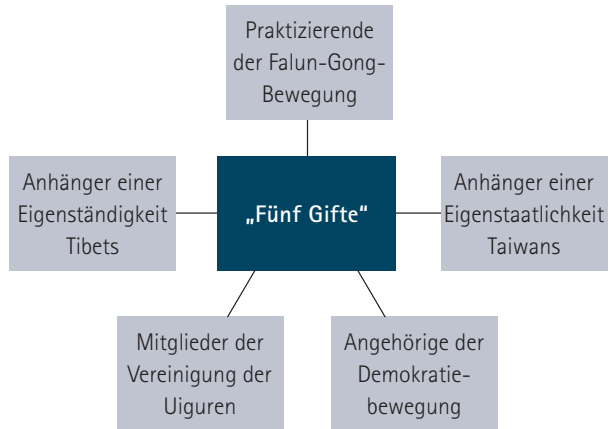 Praktizierende
der Falun-Gong-
Bewegung
Anhänger einer
Eigenständigkeit
Tibets
„Fünf Gifte“
Anhänger einer
Eigenstaatlichkeit
Taiwans
Mitglieder der
Vereinigung der
Uiguren
Angehörige der
Demokratie-
bewegung